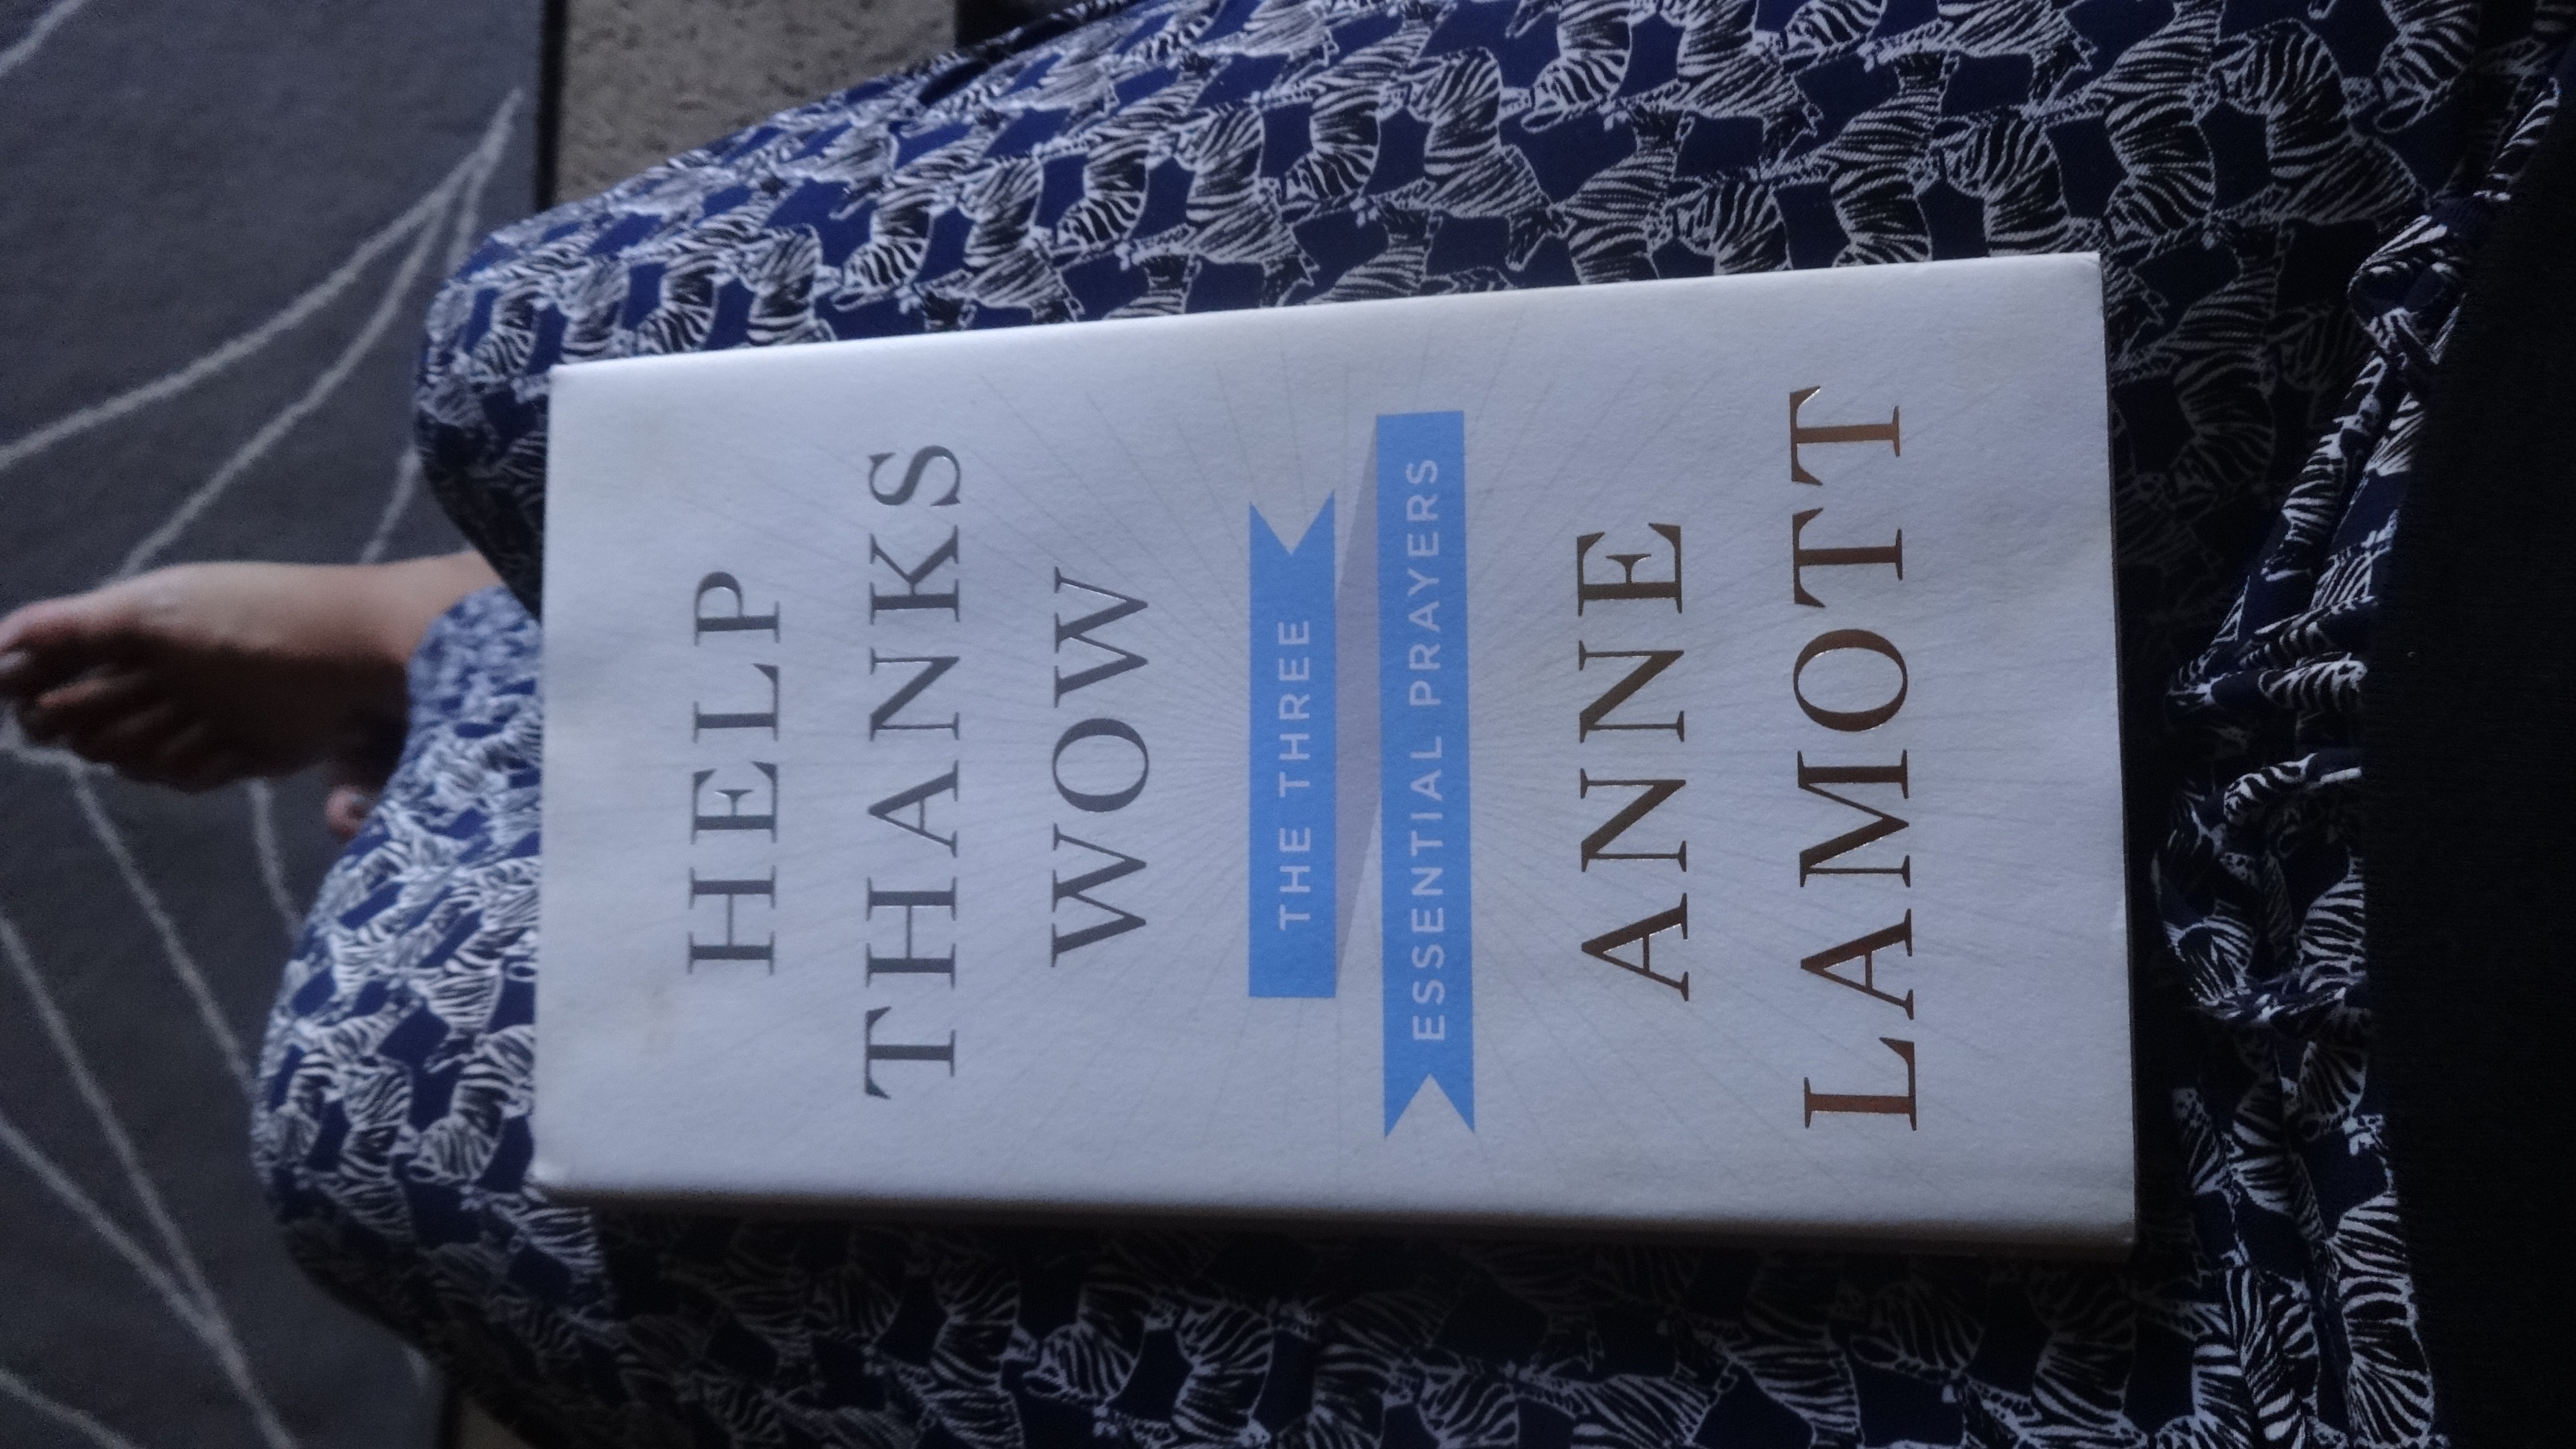 HELP
THANKS
WOW
THE THREE
ESSENTIAL PRAYERS
ANNE
LAMOTT